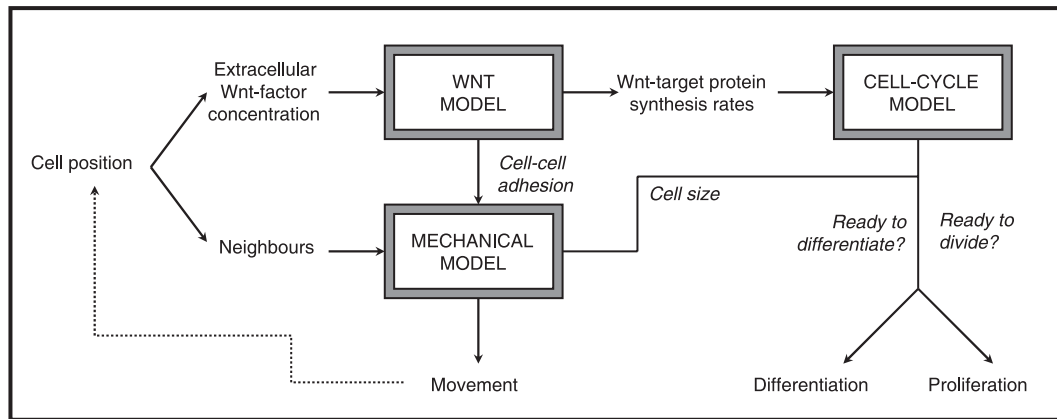 Extracellular
Wnt-factor
concentration
WNT
MODEL
Wnt-target protein
synthesis rates
CELL-CYCLE
MODEL
Cell position
Cell-cell
adhesion
Cell size
Neighbours
MECHANICAL
MODEL
Ready to
differentiate?
Ready to
divide?
Movement
Differentiation
Proliferation